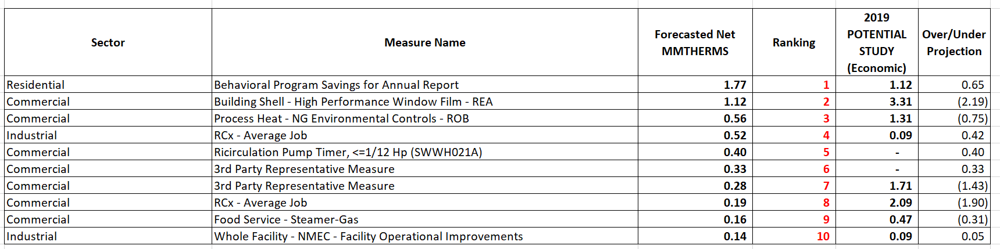 Sector Measure Name Forecasted Net MMTHERMS Ranking 2019 POTENTIAL STUDY (Economic) Over/Under Projection
Residential Behavioral Program Savings for Annual Report 1.77 1 1.12 0.65
Commercial Building Shell - High Performance Window Film - REA 1.12 2 3.31 (2.19)
Commercial Process Heat - NG Environmental Controls - ROB 0.56 3 1.31 (0.75)
Industrial RCx - Average Job 0.52 4 0.09 0.42
Commercial Ricirculation Pump Timer, <=1/12 Hp (SWWH021A) 0.40 5 - 0.40
Commercial 3rd Party Representative Measure 0.33 6 - 0.33
Commercial 3rd Party Representative Measure 0.28 7 1.71 (1.43)
Commercial RCx - Average Job 0.19 8 2.09 (1.90)
Commercial Food Service - Steamer-Gas 0.16 9 0.47 (0.31)
Industrial Whole Facility - NMEC - Facility Operational Improvements 0.14 10 0.09 0.05